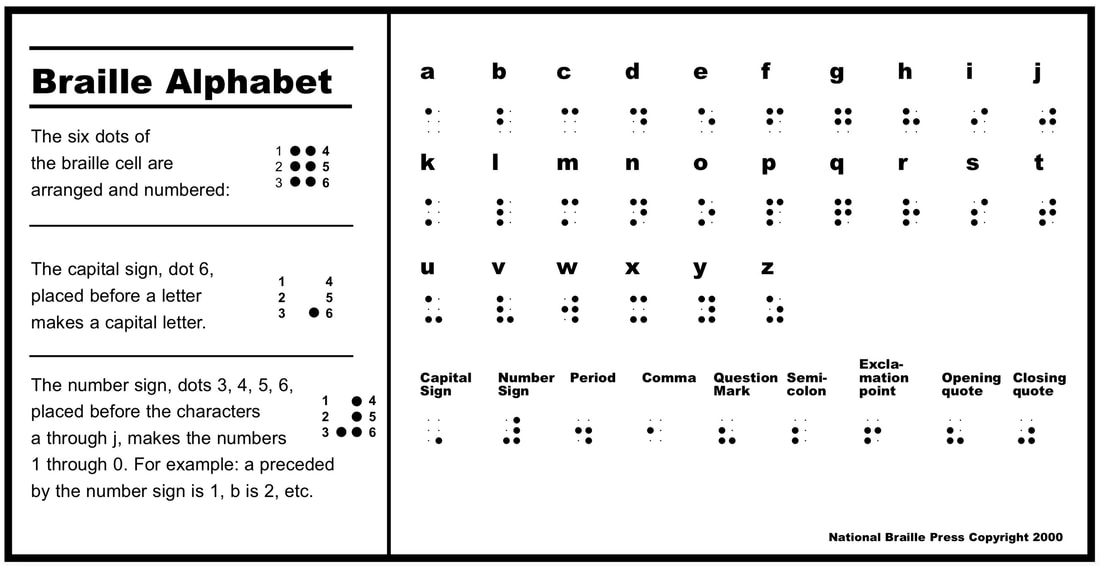 Braille Alphabet
The six dots of
the braille cell are
arranged and numbered:
1 4
2 5
3 6
The capital sign, dot 6,
placed before a letter
makes a capital letter.
1 4
2 5
3 6
The number sign, dots 3, 4, 5, 6,
placed before the characters
a through j, makes the numbers
1 through 0. For example: a preceded
by the number sign is 1, b is 2, etc.
1 4
2 5
3 6
a b c d e f g h i j
⠁ ⠃ ⠉ ⠙ ⠑ ⠋ ⠛ ⠓ ⠊ ⠚
k l m n o p q r s t
⠅ ⠇ ⠍ ⠝ ⠕ ⠏ ⠟ ⠗ ⠎ ⠞
u v w x y z
⠥ ⠧ ⠺ ⠭ ⠽ ⠵
Capital Sign Number Sign Period Comma Question Mark Semi-colon Excla-mation point Opening quote Closing quote
⠠ ⠼ ⠲ ⠂ ⠦ ⠆ ⠖ ⠦ ⠴
National Braille Press Copyright 2000